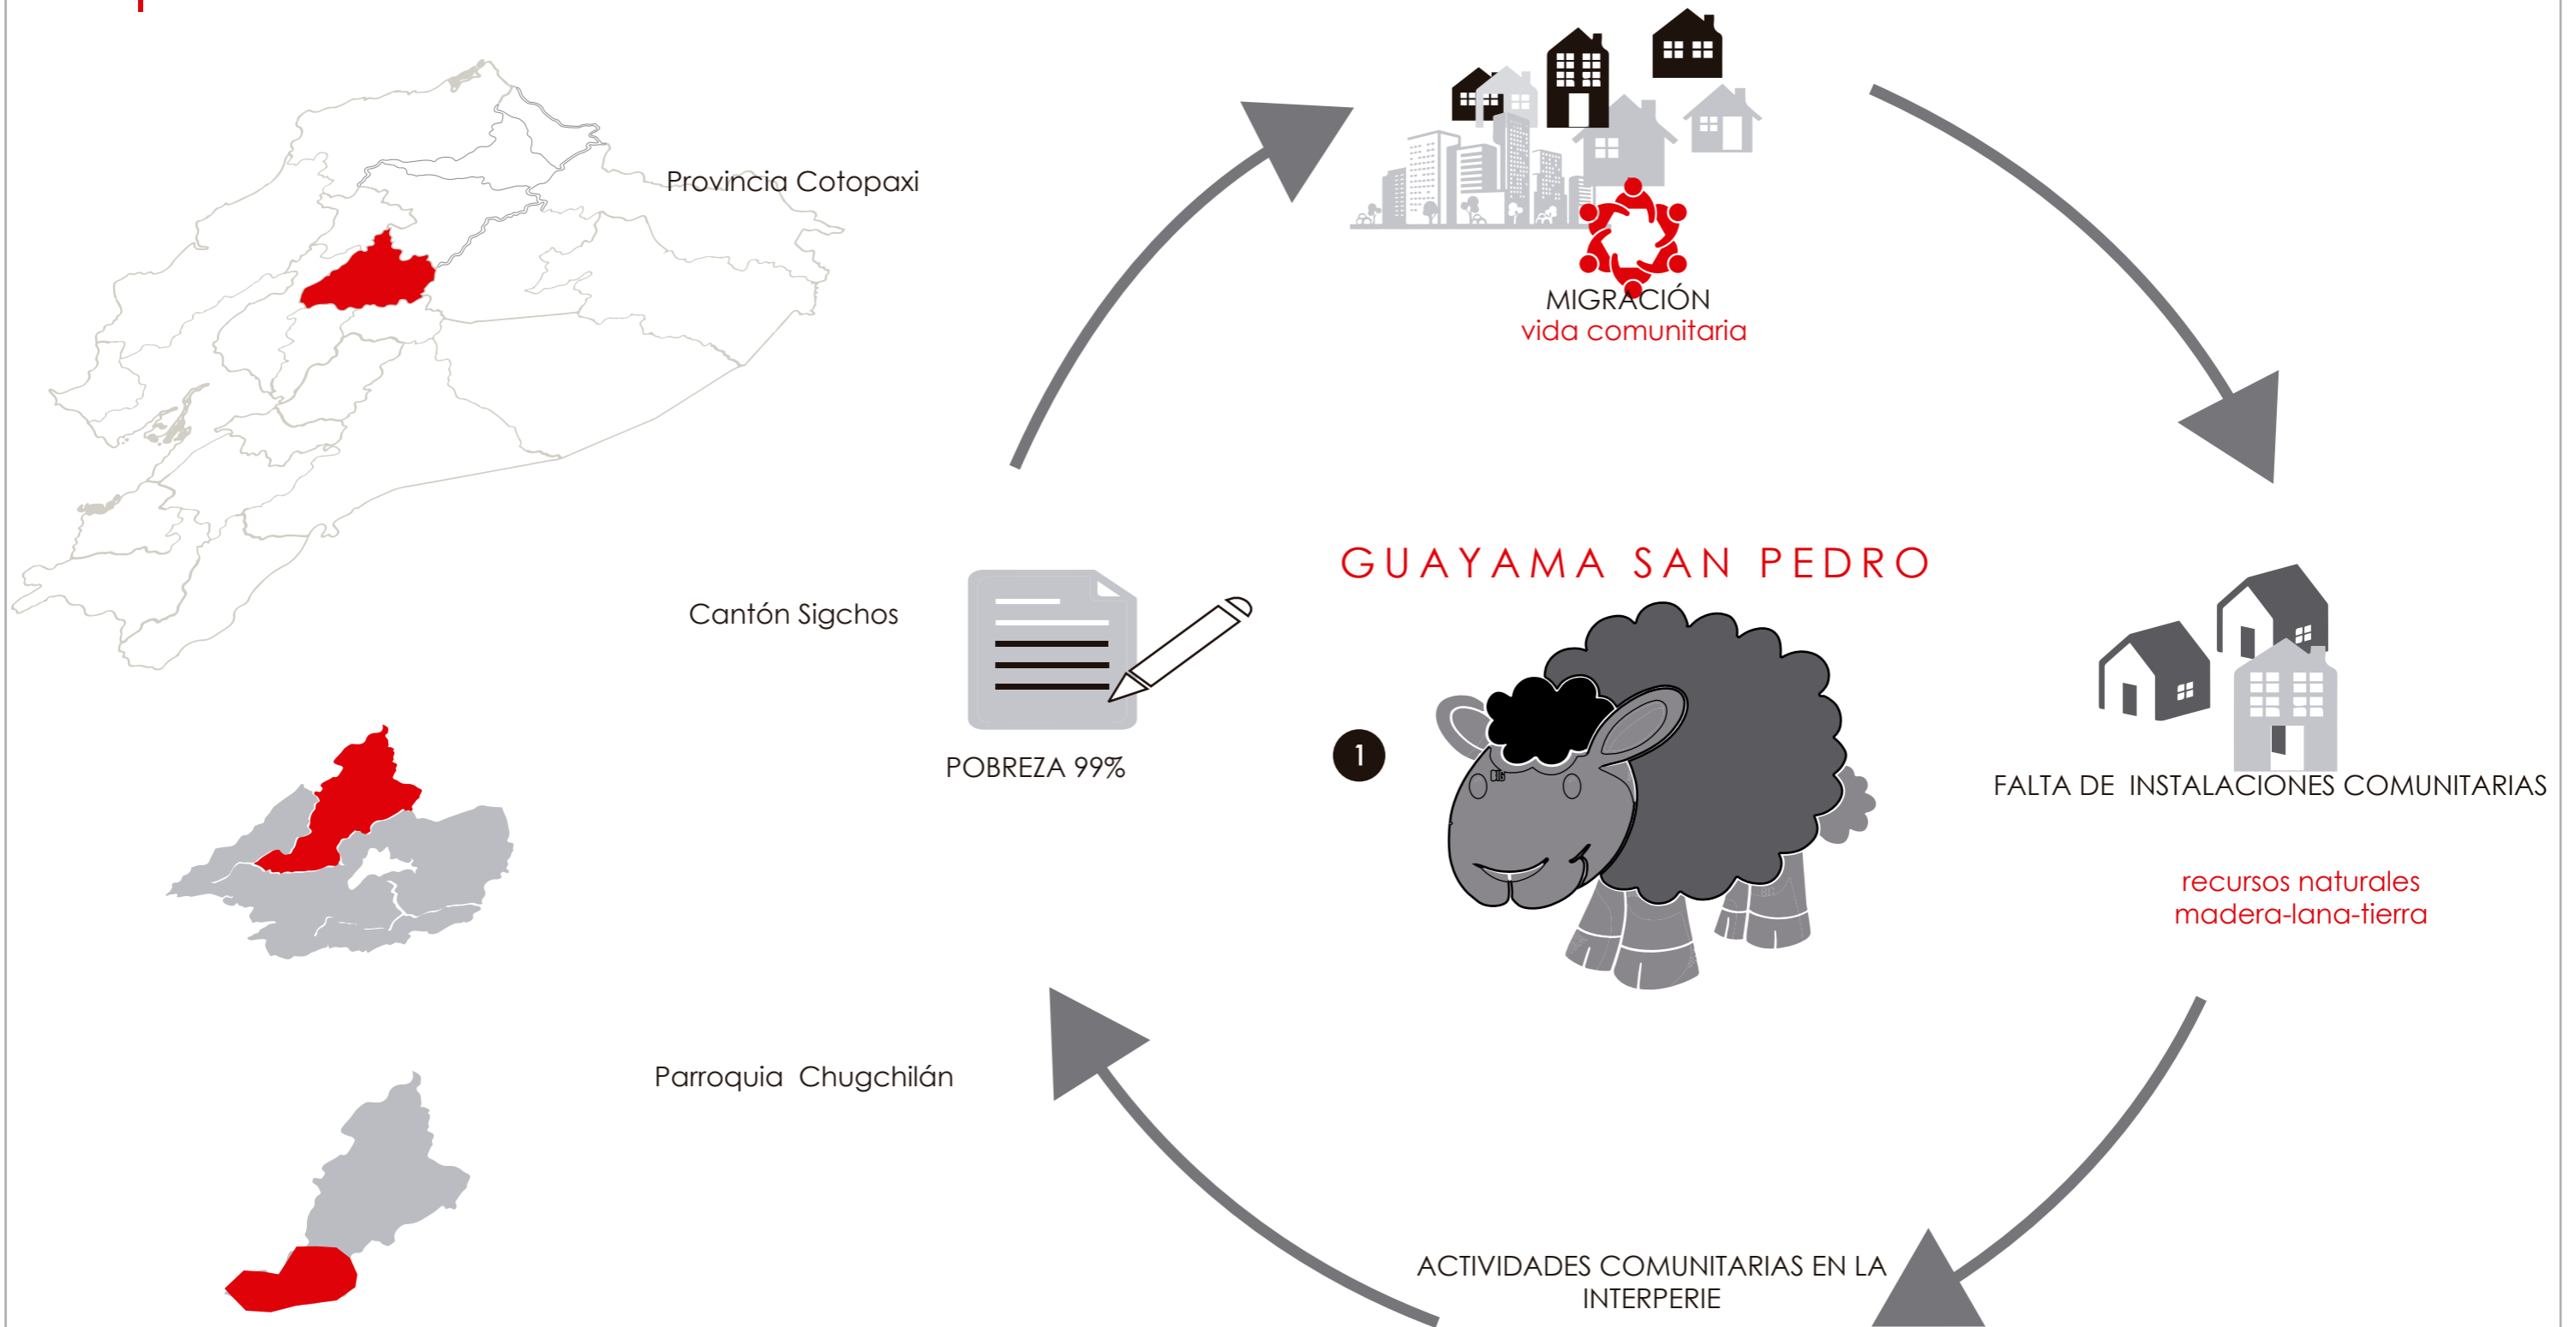 Provincia Cotopaxi
MIGRACIÓN
vida comunitaria
GUAYAMA SAN PEDRO
Cantón Sigchos
POBREZA 99%
1
FALTA DE INSTALACIONES COMUNITARIAS
recursos naturales
madera-lana-tierra
Parroquia Chugchilán
ACTIVIDADES COMUNITARIAS EN LA
INTERPERIE